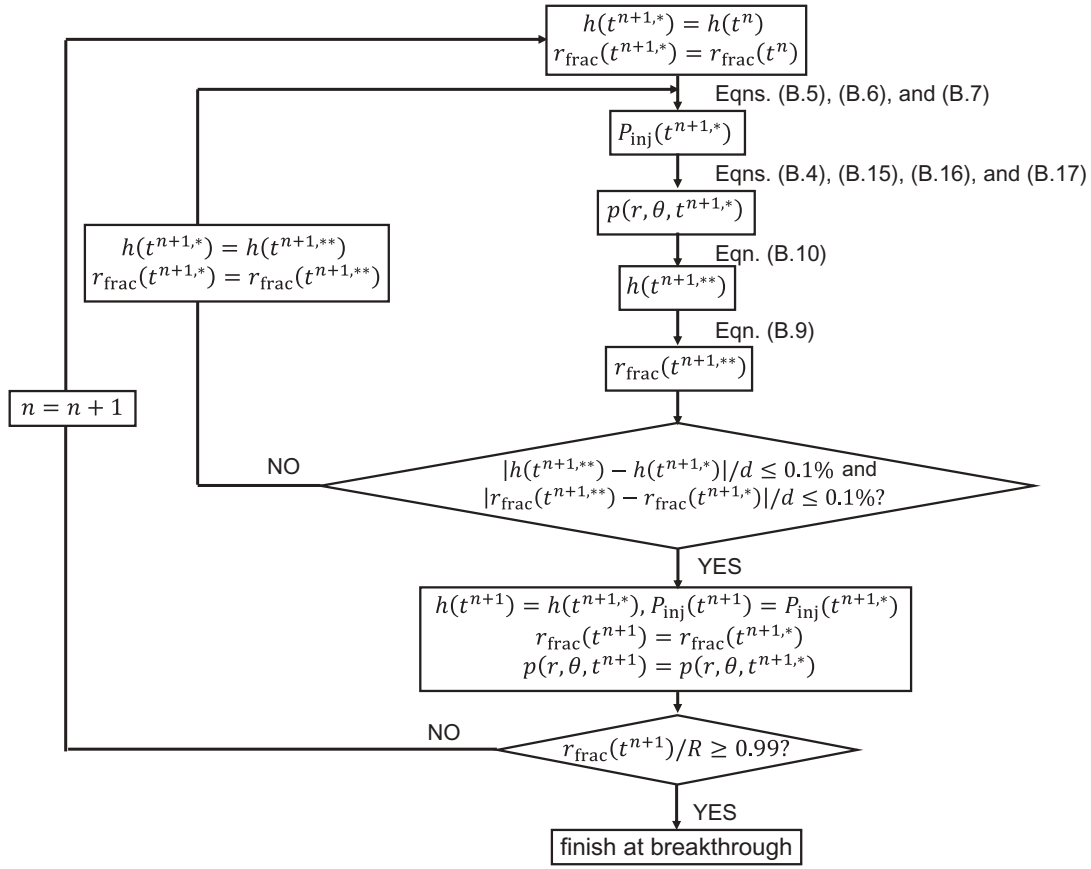 h(t^{n+1,*}) = h(t^n)
r_frac(t^{n+1,*}) = r_frac(t^n)
Eqns. (B.5), (B.6), and (B.7)
P_inj(t^{n+1,*})
Eqns. (B.4), (B.15), (B.16), and (B.17)
p(r, θ, t^{n+1,*})
Eqn. (B.10)
h(t^{n+1,**})
Eqn. (B.9)
r_frac(t^{n+1,**})
h(t^{n+1,*}) = h(t^{n+1,**})
r_frac(t^{n+1,*}) = r_frac(t^{n+1,**})
n = n + 1
NO
|h(t^{n+1,**}) − h(t^{n+1,*})|/d ≤ 0.1% and
|r_frac(t^{n+1,**}) − r_frac(t^{n+1,*})|/d ≤ 0.1%?
YES
h(t^{n+1}) = h(t^{n+1,*}), P_inj(t^{n+1}) = P_inj(t^{n+1,*})
r_frac(t^{n+1}) = r_frac(t^{n+1,*})
p(r, θ, t^{n+1}) = p(r, θ, t^{n+1,*})
NO
r_frac(t^{n+1})/R ≥ 0.99?
YES
finish at breakthrough